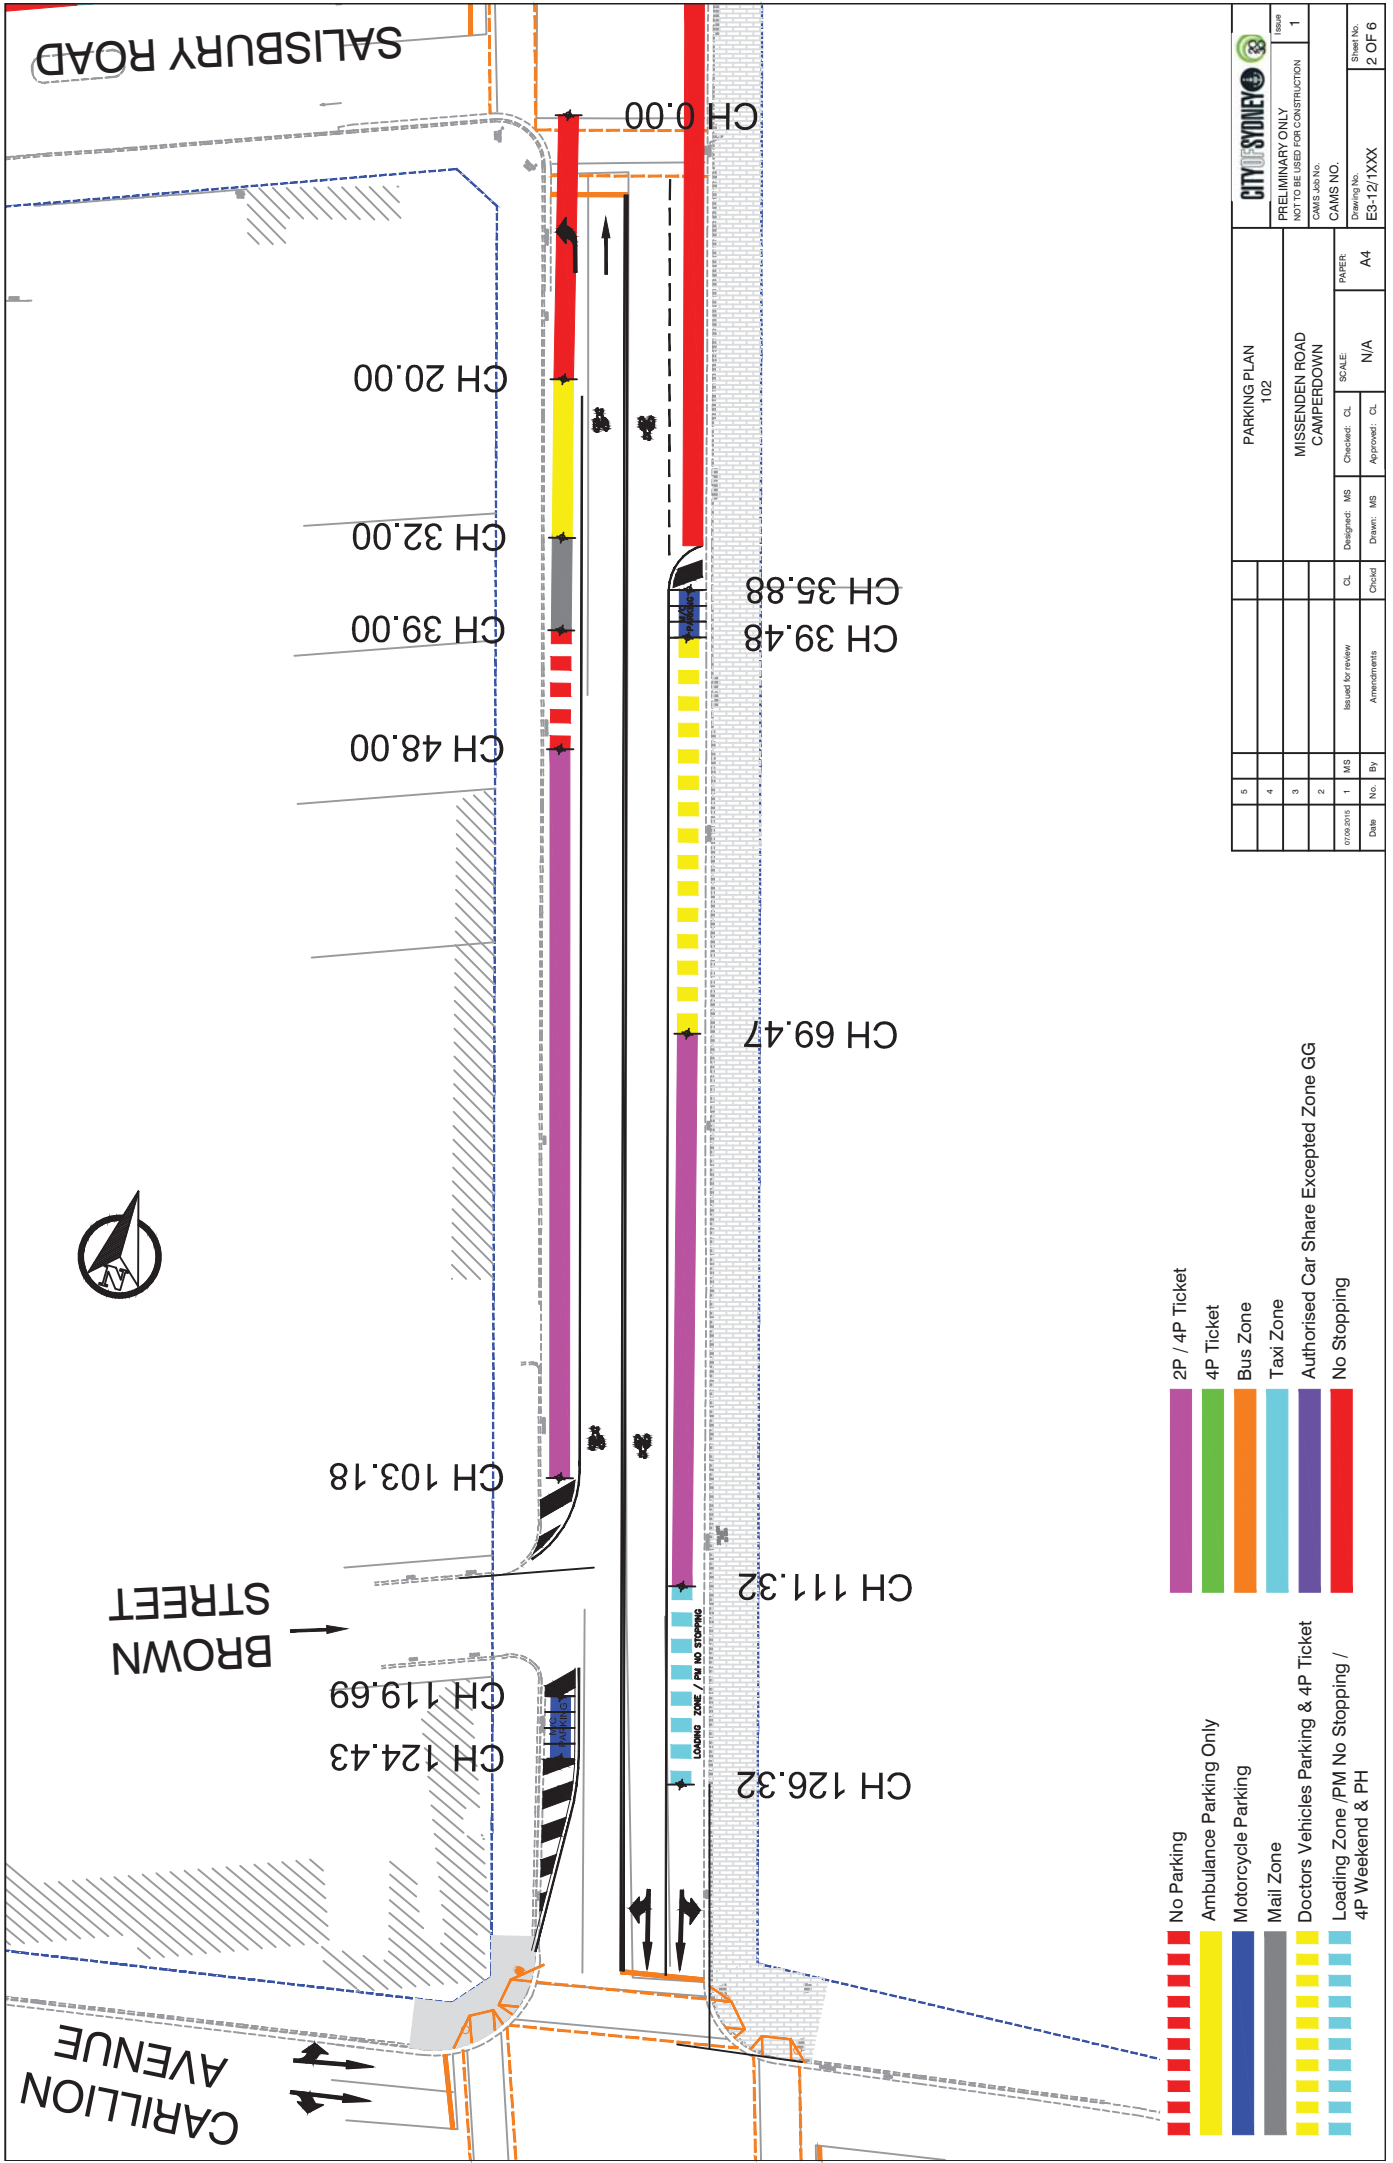 SALISBURY ROAD
CH 0.00
CH 20.00
CH 32.00
CH 39.00
CH 48.00
CH 35.88
CH 39.48
PARKING
CH 69.47
CH 103.18
CH 111.32
BROWN
STREET
CH 119.69
CH 124.43
PARKING
LOADING ZONE / PM NO STOPPING
CH 126.32
CARILLION
AVENUE
N
No Parking
Ambulance Parking Only
Motorcycle Parking
Mail Zone
Doctors Vehicles Parking & 4P Ticket
Loading Zone /PM No Stopping /
4P Weekend & PH
2P / 4P Ticket
4P Ticket
Bus Zone
Taxi Zone
Authorised Car Share Excepted Zone GG
No Stopping
5
4
3
2
07.09.2015 1 MS Issued for review CL
Date No. By Amendments Chckd
PARKING PLAN
102
MISSENDEN ROAD
CAMPERDOWN
Designed: MS Checked: CL
Drawn: MS Approved: CL
SCALE:
N/A
PAPER:
A4
CITY OF SYDNEY
PRELIMINARY ONLY
NOT TO BE USED FOR CONSTRUCTION
Issue
1
CAMS Job No.
CAMS NO.
Drawing No.
E3-12/1XXX
Sheet No.
2 OF 6